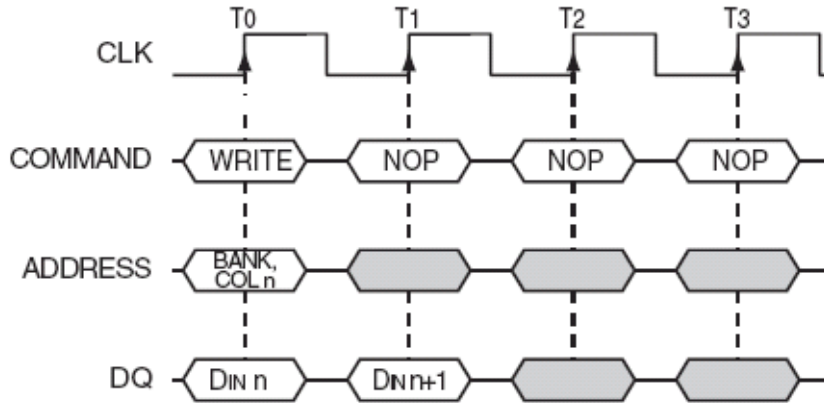 T0 T1 T2 T3
CLK
COMMAND WRITE NOP NOP NOP
ADDRESS BANK,
COL n
DQ DIN n DIN n+1